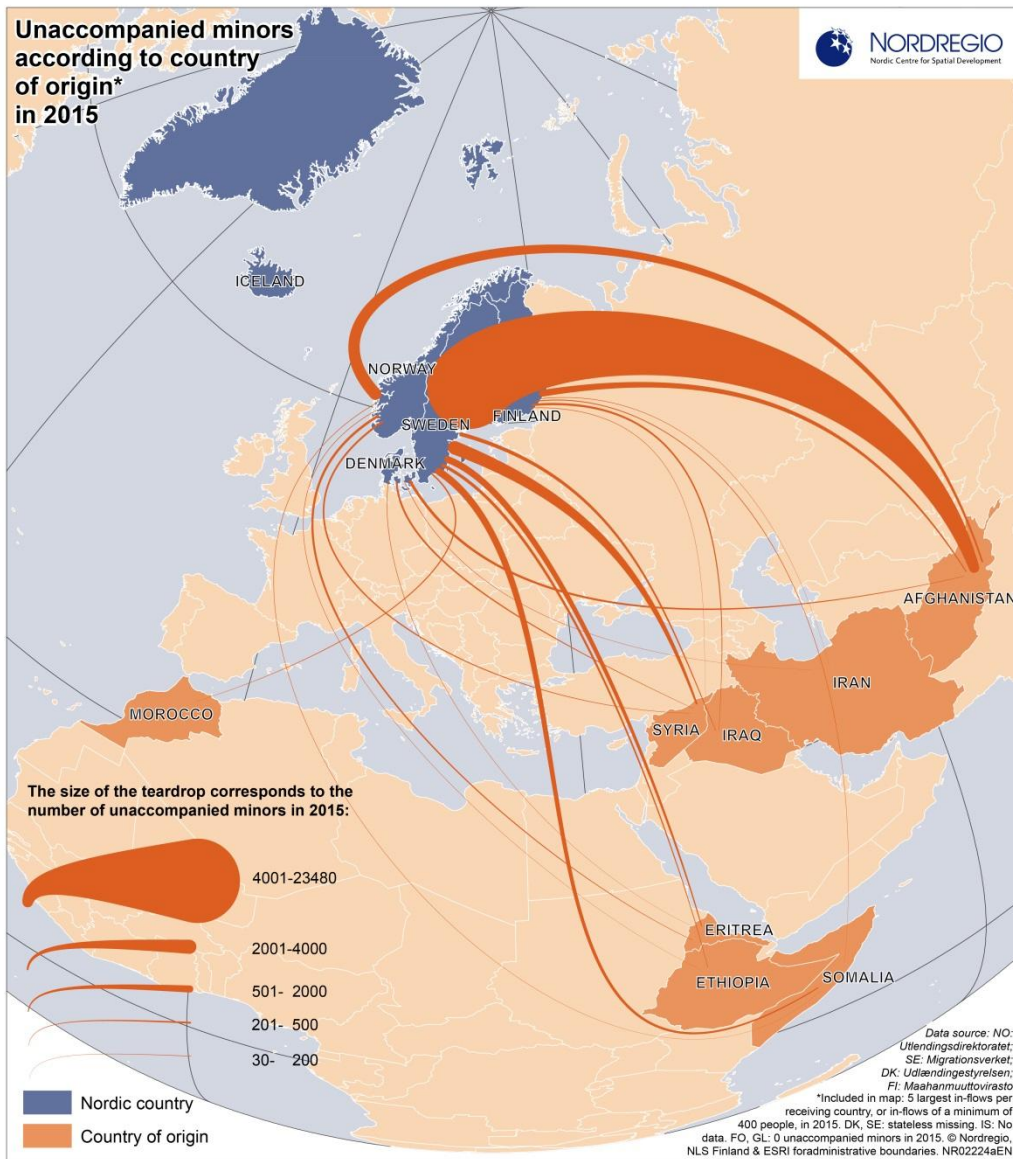 Unaccompanied minors
according to country
of origin*
in 2015
NORDREGIO
Nordic Centre for Spatial Development
ICELAND
NORWAY
SWEDEN
FINLAND
DENMARK
AFGHANISTAN
IRAN
MOROCCO
SYRIA
IRAQ
ERITREA
ETHIOPIA
SOMALIA
The size of the teardrop corresponds to the
number of unaccompanied minors in 2015:
4001-23480
2001-4000
501- 2000
201- 500
30- 200
Nordic country
Country of origin
Data source: NO:
Utlendingsdirektoratet;
SE: Migrationsverket;
DK: Udlændingestyrelsen;
FI: Maahanmuuttovirasto
*Included in map: 5 largest in-flows per
receiving country, or in-flows of a minimum of
400 people, in 2015. DK, SE: stateless missing. IS: No
data. FO, GL: 0 unaccompanied minors in 2015. © Nordregio,
NLS Finland & ESRI foradministrative boundaries. NR02224aEN